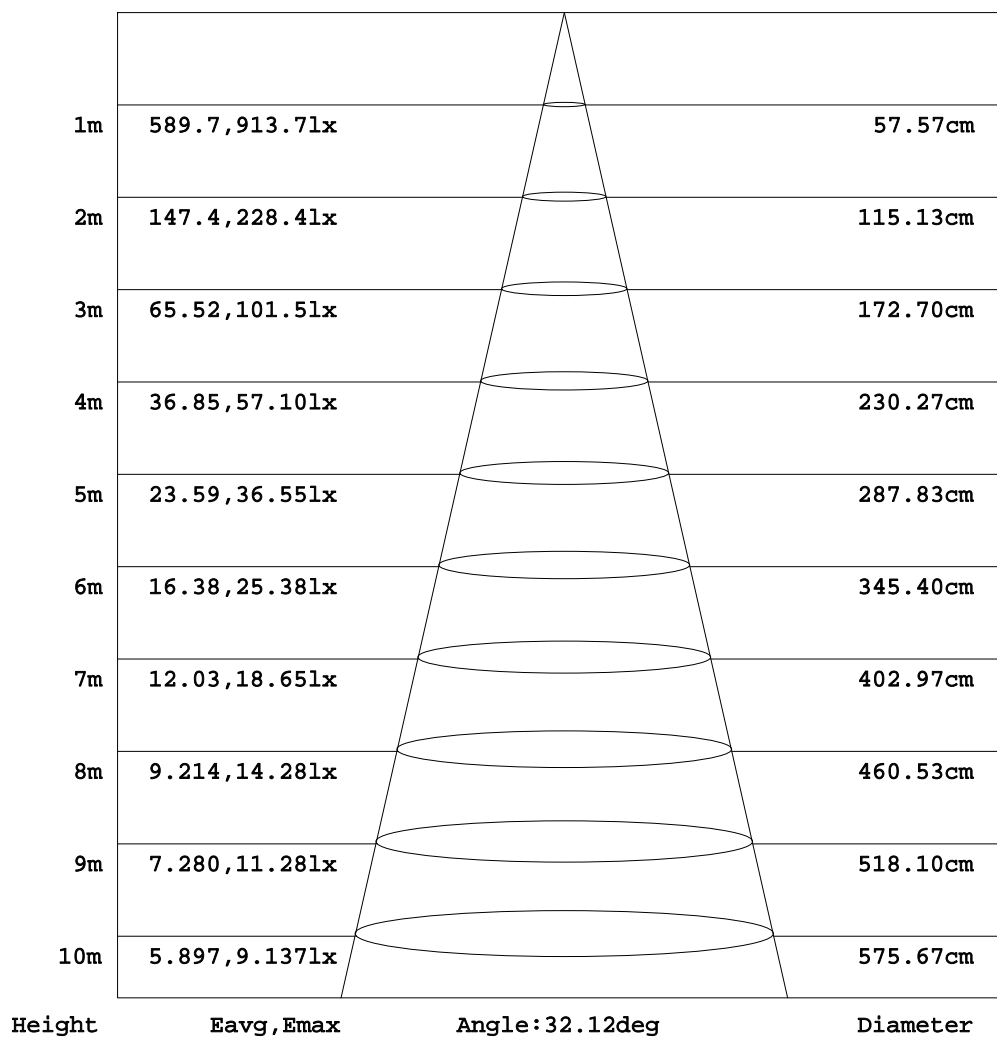 1m 589.7,913.7lx 57.57cm
2m 147.4,228.4lx 115.13cm
3m 65.52,101.5lx 172.70cm
4m 36.85,57.10lx 230.27cm
5m 23.59,36.55lx 287.83cm
6m 16.38,25.38lx 345.40cm
7m 12.03,18.65lx 402.97cm
8m 9.214,14.28lx 460.53cm
9m 7.280,11.28lx 518.10cm
10m 5.897,9.137lx 575.67cm
Height Eavg,Emax Angle:32.12deg Diameter